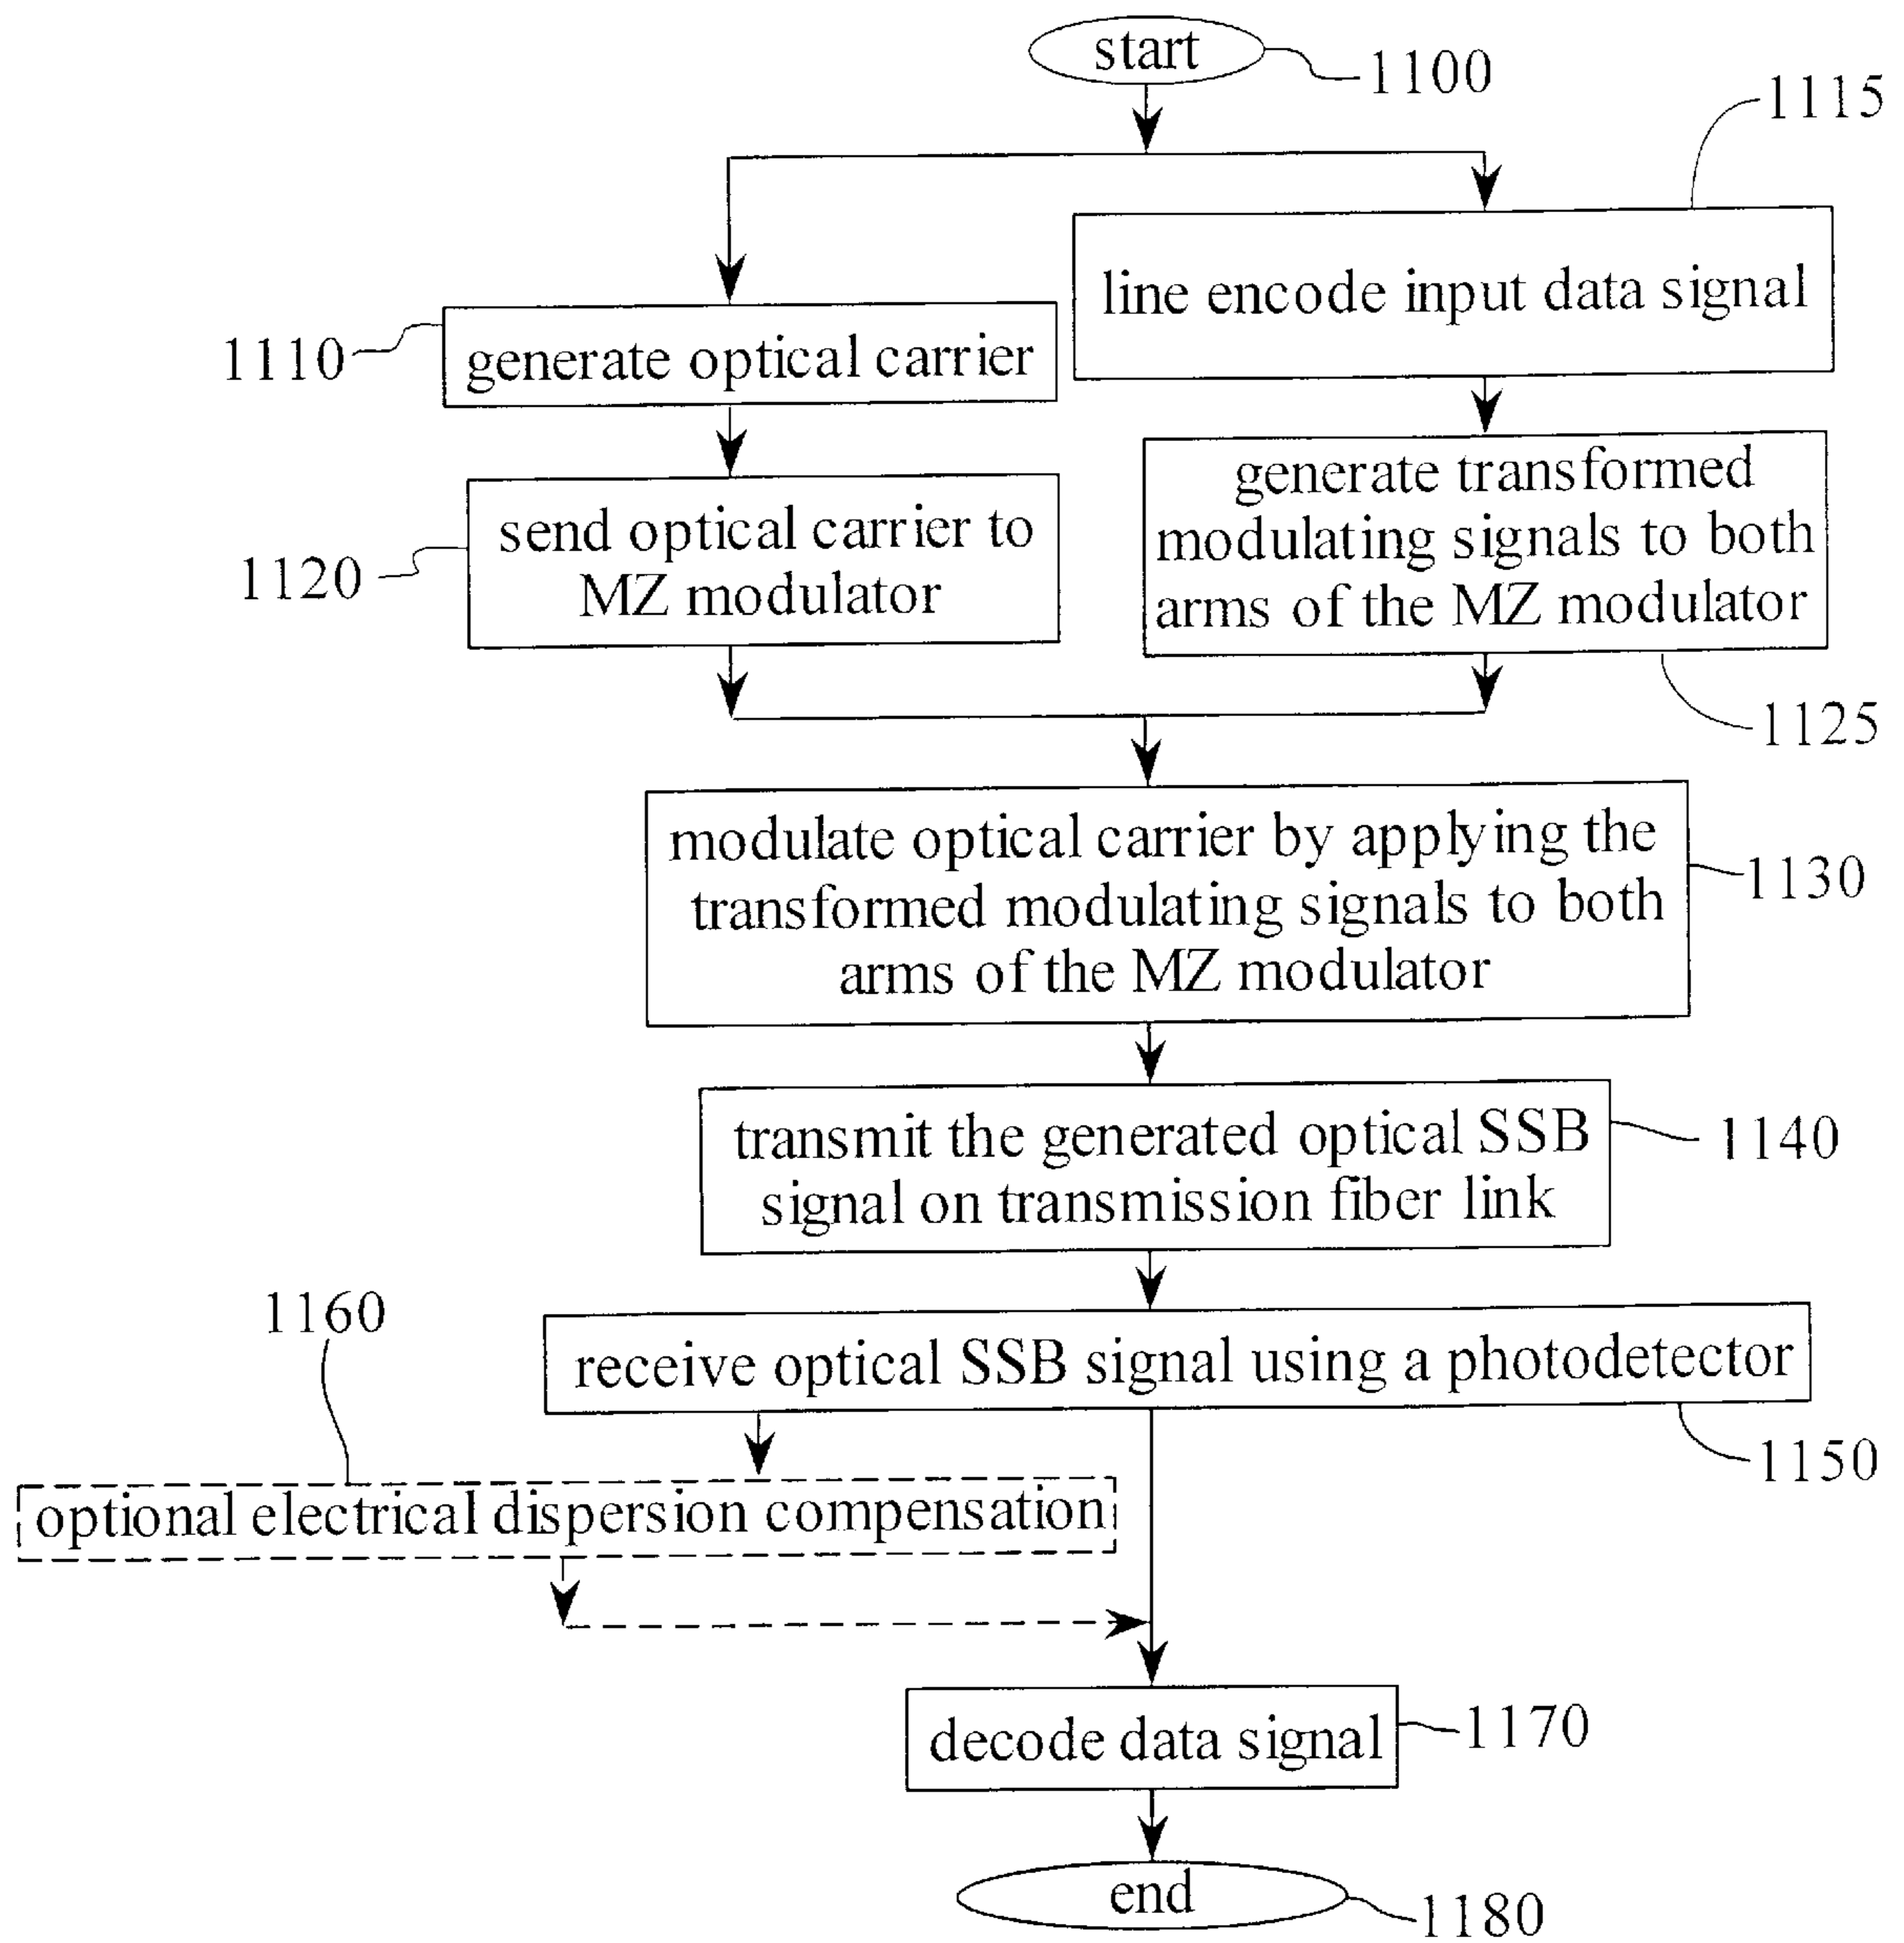 start
1100
1115
line encode input data signal
1110
generate optical carrier
generate transformed
modulating signals to both
arms of the MZ modulator
1120
send optical carrier to
MZ modulator
1125
modulate optical carrier by applying the
transformed modulating signals to both
arms of the MZ modulator
1130
transmit the generated optical SSB
signal on transmission fiber link
1140
1160
receive optical SSB signal using a photodetector
1150
optional electrical dispersion compensation
decode data signal
1170
end
1180